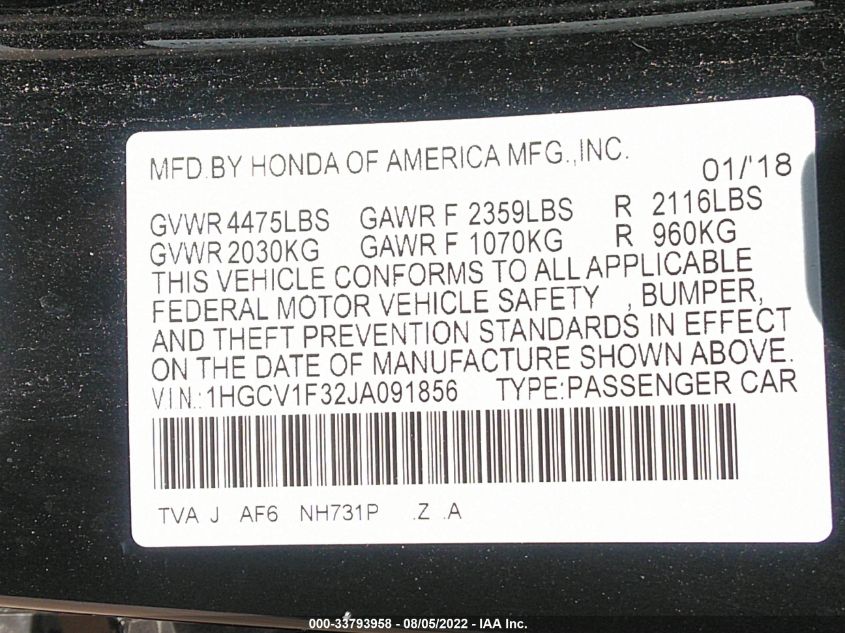 MFD.BY HONDA OF AMERICA MFG.,INC.
01/'18
GVWR 4475LBS GAWR F 2359LBS R 2116LBS
GVWR 2030KG GAWR F 1070KG R 960KG
THIS VEHICLE CONFORMS TO ALL APPLICABLE
FEDERAL MOTOR VEHICLE SAFETY , BUMPER,
AND THEFT PREVENTION STANDARDS IN EFFECT
ON THE DATE OF MANUFACTURE SHOWN ABOVE.
V.I.N.:1HGCV1F32JA091856 TYPE:PASSENGER CAR
TVA J AF6 NH731P .Z .A
000-33793958 - 08/05/2022 - IAA Inc.